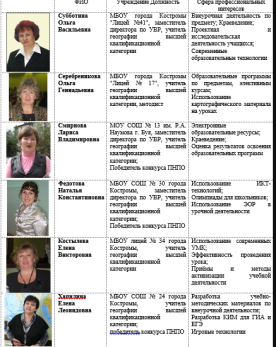 ФИО
Учреждение Должность
Сфера профессиональных интересов
Субботина
Ольга
Васильевна
МБОУ города Костромы
"Лицей №41", заместитель
директора по УВР, учитель
географии высшей
квалификационной
категории
Внеурочная деятельность по
предмету; Краеведение;
Проектная и
исследовательская
деятельность учащихся;
Современные
образовательные технологии
Серебренникова
Ольга
Геннадьевна
МБОУ города Костромы
"Лицей № 17", учитель
географии высшей
квалификационной
категории, методист
Образовательные программы
по предметам, элективным
курсам;
Использование
картографического материала
на уроках
Смирнова
Лариса
Владимировна
МОУ СОШ № 13 им. Р.А.
Наумова г. Буя, заместитель
директора по УВР, учитель
географии высшей
квалификационной
категории;
Победитель конкурса ПНПО
Электронные
образовательные ресурсы;
Краеведение;
Оценка результатов освоения
образовательных программ
Федотова
Наталья
Константиновна
МБОУ СОШ № 30 города
Костромы, заместитель
директора по УВР, учитель
географии высшей
квалификационной
категории;
Победитель конкурса ПНПО
Использование ИКТ-
технологий;
Олимпиады для школьников;
Использование ЭОР в
урочной деятельности
Костылева
Елена
Викторовна
МБОУ лицей № 34 города
Костромы, учитель
географии высшей
квалификационной
категории
Использование современных
УМК;
Эффективность проведения
урока;
Приёмы и методы
активизации учебной
деятельности
Елена
Леонидовна
МБОУ СОШ № 24 города
Костромы, учитель
географии высшей
квалификационной
категории;
победитель конкурса ПНПО
Разработка учебно-
методических материалов по
внеурочной деятельности;
Разработка КИМ для ГИА и
ЕГЭ
Игровые технологии